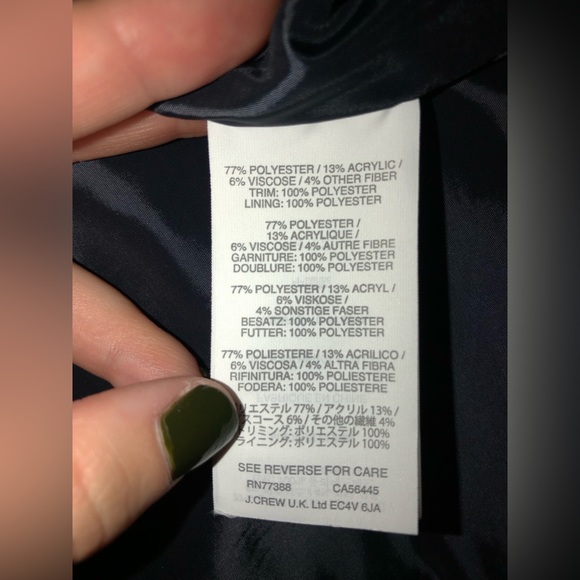 77% POLYESTER / 13% ACRYLIC /
6% VISCOSE / 4% OTHER FIBER
TRIM: 100% POLYESTER
LINING: 100% POLYESTER
77% POLYESTER /
13% ACRYLIQUE /
6% VISCOSE / 4% AUTRE FIBRE
GARNITURE: 100% POLYESTER
DOUBLURE: 100% POLYESTER
77% POLYESTER / 13% ACRYL /
6% VISKOSE /
4% SONSTIGE FASER
BESATZ: 100% POLYESTER
FUTTER: 100% POLYESTER
77% POLIESTERE / 13% ACRILICO /
6% VISCOSA / 4% ALTRA FIBRA
RIFINITURA: 100% POLIESTERE
FODERA: 100% POLIESTERE
リエステル 77% / アクリル 13% /
スコース 6% / その他の繊維 4%
リミング: ポリエステル 100%
ライニング: ポリエステル 100%
SEE REVERSE FOR CARE
RN77388 CA56445
J.CREW U.K. Ltd EC4V 6JA